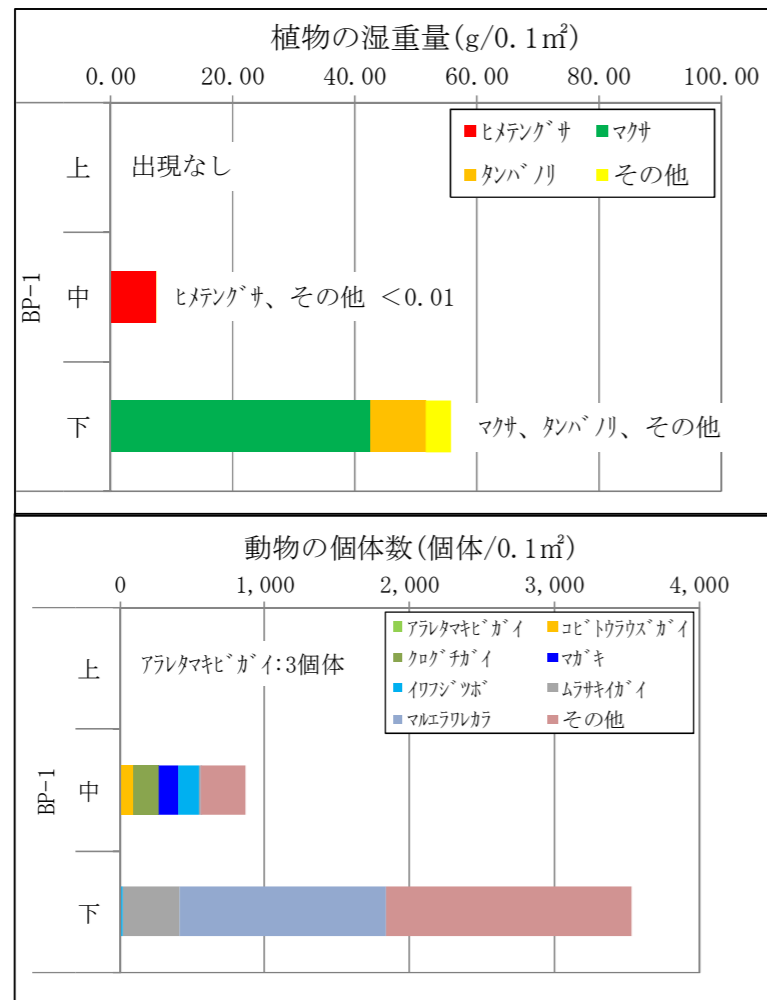 植物の湿重量(g/0.1㎡)
0.00 20.00 40.00 60.00 80.00 100.00
ﾋﾒﾃﾝｸﾞｻ ﾏｸｻ
ﾀﾝﾊﾞﾉﾘ その他
上 出現なし
BP-1
中 ﾋﾒﾃﾝｸﾞｻ、その他 <0.01
下 ﾏｸｻ、ﾀﾝﾊﾞﾉﾘ、その他
動物の個体数(個体/0.1㎡)
0 1,000 2,000 3,000 4,000
ｱﾗﾚﾀﾏｷﾋﾞｶﾞｲ ｺﾋﾞﾄｳﾗｳｽﾞｶﾞｲ
ｸﾛｸﾞﾁｶﾞｲ ﾏｶﾞｷ
ｲﾜﾌｼﾞﾂﾎﾞ ﾑﾗｻｷｲｶﾞｲ
ﾏﾙｴﾗﾜﾚｶﾗ その他
上 ｱﾗﾚﾀﾏｷﾋﾞｶﾞｲ:3個体
BP-1
中
下